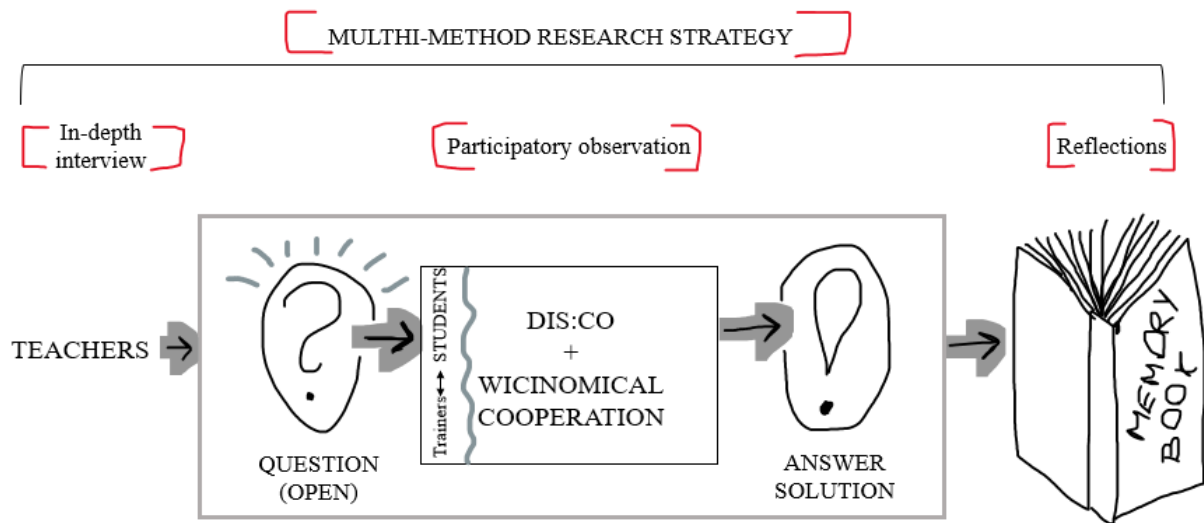 MULTHI-METHOD RESEARCH STRATEGY
In-depth
interview
Participatory observation
Reflections
TEACHERS
QUESTION
(OPEN)
Trainers↔STUDENTS
DIS:CO
+
WICINOMICAL
COOPERATION
ANSWER
SOLUTION
MEMORY
BOOK